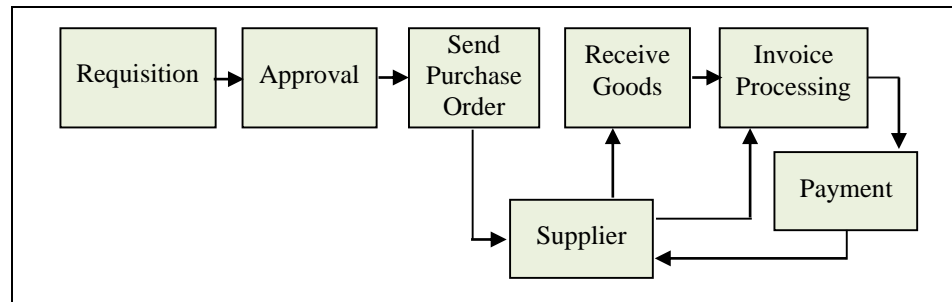 Requisition
Approval
Send
Purchase
Order
Receive
Goods
Invoice
Processing
Payment
Supplier